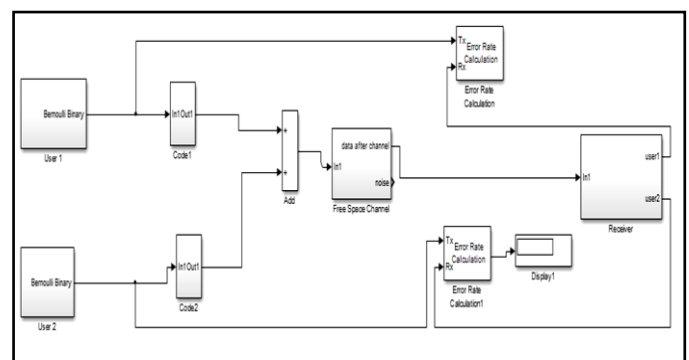 Tx
Error Rate
Calculation
Rx
Error Rate
Calculation
Bernoulli Binary
User 1
In1 Out1
Code1
+
+
Add
data after channel
In1
noise
Free Space Channel
user1
In1
user2
Receiver
Bernoulli Binary
User 2
In1 Out1
Code2
Tx
Error Rate
Calculation
Rx
Error Rate
Calculation1
Display1